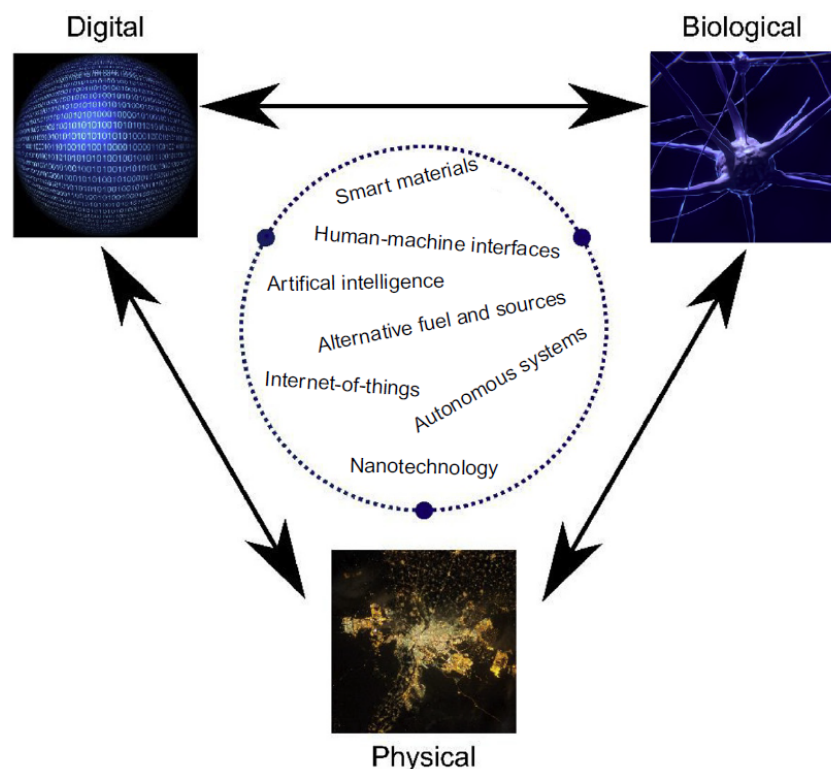 Digital
Biological
Smart materials
Human-machine interfaces
Artifical intelligence
Alternative fuel and sources
Internet-of-things
Autonomous systems
Nanotechnology
Physical